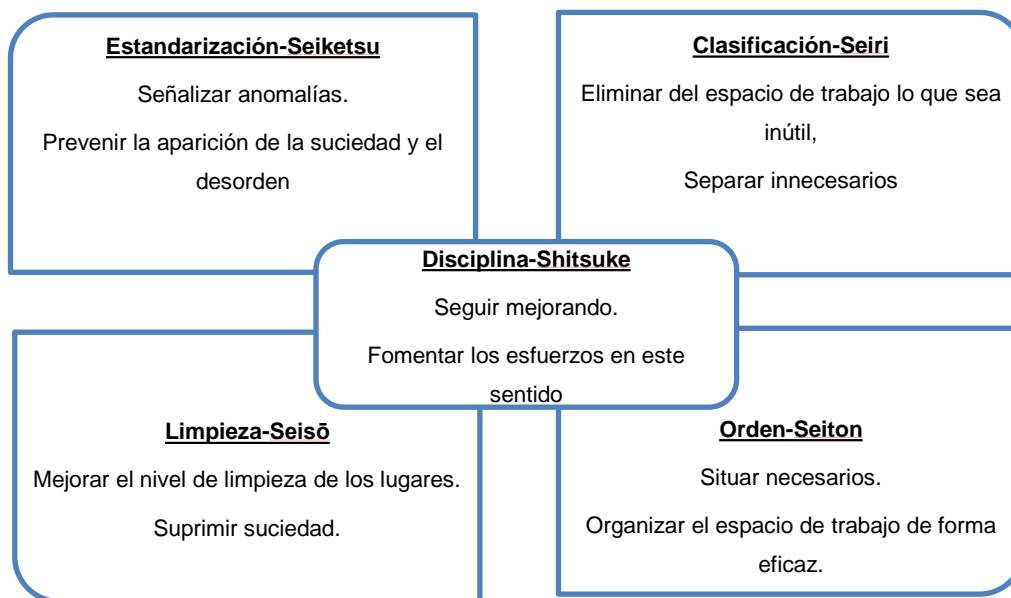 Estandarización-Seiketsu
Señalizar anomalías.
Prevenir la aparición de la suciedad y el
desorden
Clasificación-Seiri
Eliminar del espacio de trabajo lo que sea
inútil,
Separar innecesarios
Disciplina-Shitsuke
Seguir mejorando.
Fomentar los esfuerzos en este
sentido
Limpieza-Seisō
Mejorar el nivel de limpieza de los lugares.
Suprimir suciedad.
Orden-Seiton
Situar necesarios.
Organizar el espacio de trabajo de forma
eficaz.